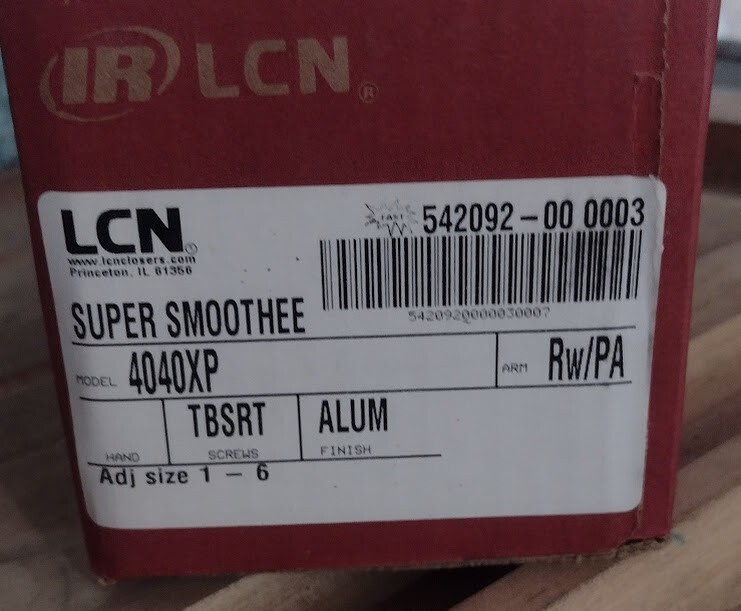 IR LCN®
LCN®
www.lcnclosers.com
Princeton, IL 61356
FAST 542092-00 0003
5420920000030007
SUPER SMOOTHEE
MODEL 4040XP
ARM Rw/PA
HAND
TBSRT
SCREWS
ALUM
FINISH
Adj size 1 - 6